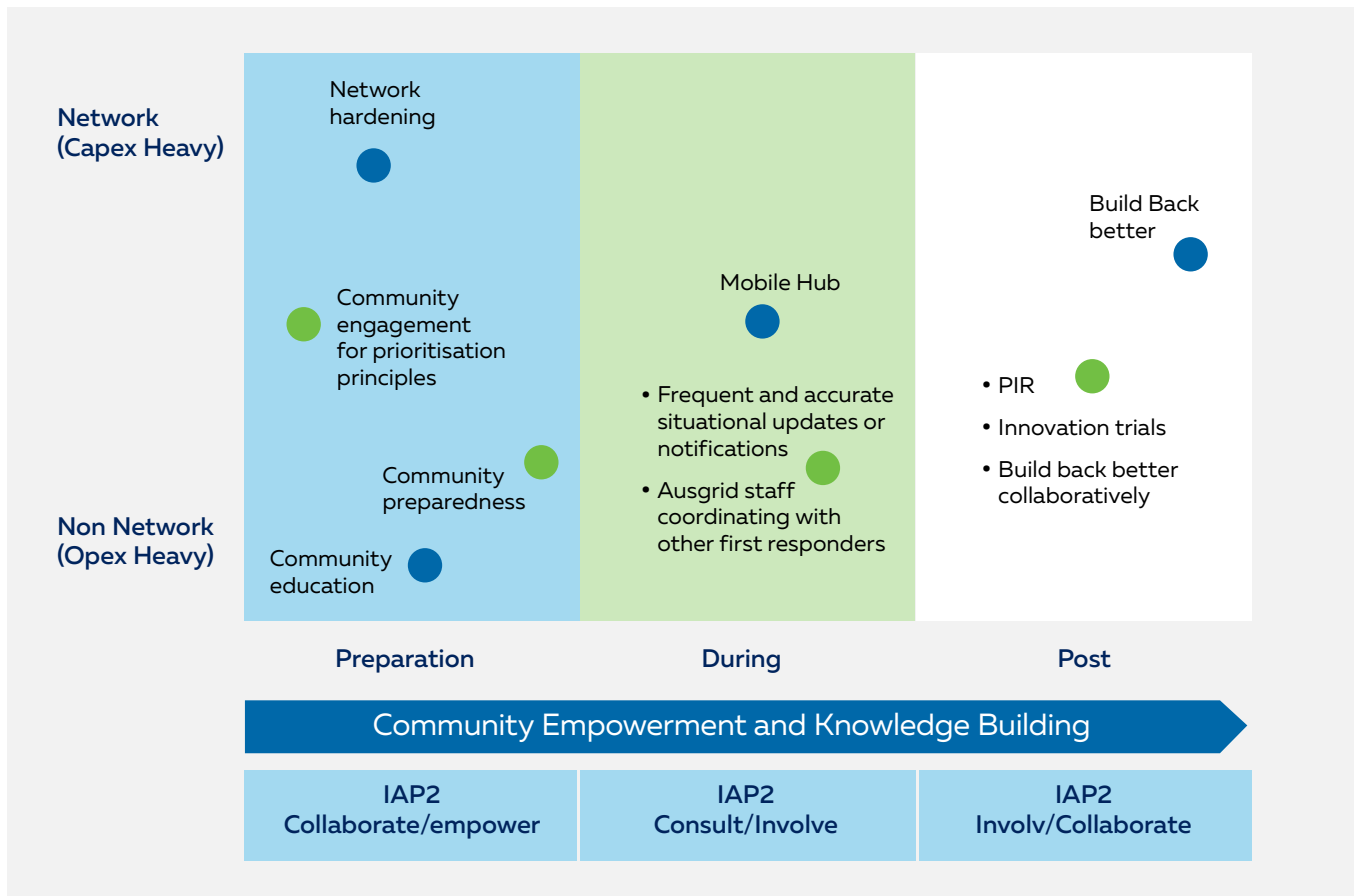 Network
(Capex Heavy)
Non Network
(Opex Heavy)
Network
hardening
Community
engagement
for prioritisation
principles
Community
preparedness
Community
education
Mobile Hub
• Frequent and accurate
situational updates or
notifications
• Ausgrid staff
coordinating with
other first responders
Build Back
better
• PIR
• Innovation trials
• Build back better
collaboratively
Preparation
During
Post
Community Empowerment and Knowledge Building
IAP2
Collaborate/empower
IAP2
Consult/Involve
IAP2
Involv/Collaborate